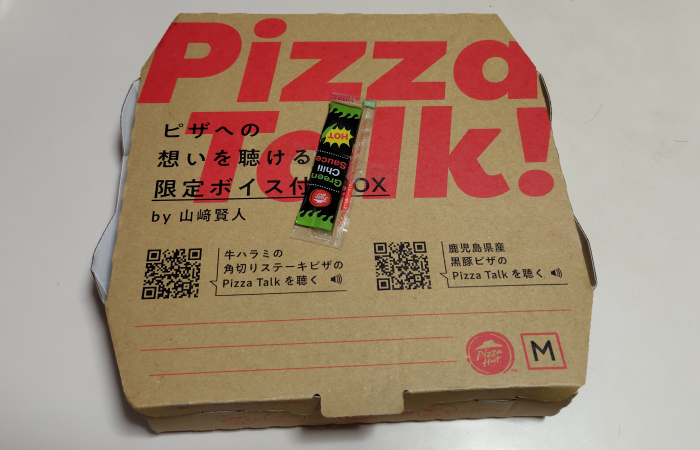 Pizza
Talk!
ピザへの
想いを聴ける
限定ボイス付 OX
by 山﨑賢人
HOT
Green
Chili
Sauce
牛ハラミの
角切りステーキピザの
Pizza Talk を聴く
鹿児島県産
黒豚ピザの
Pizza Talk を聴く
Pizza
Hut
M